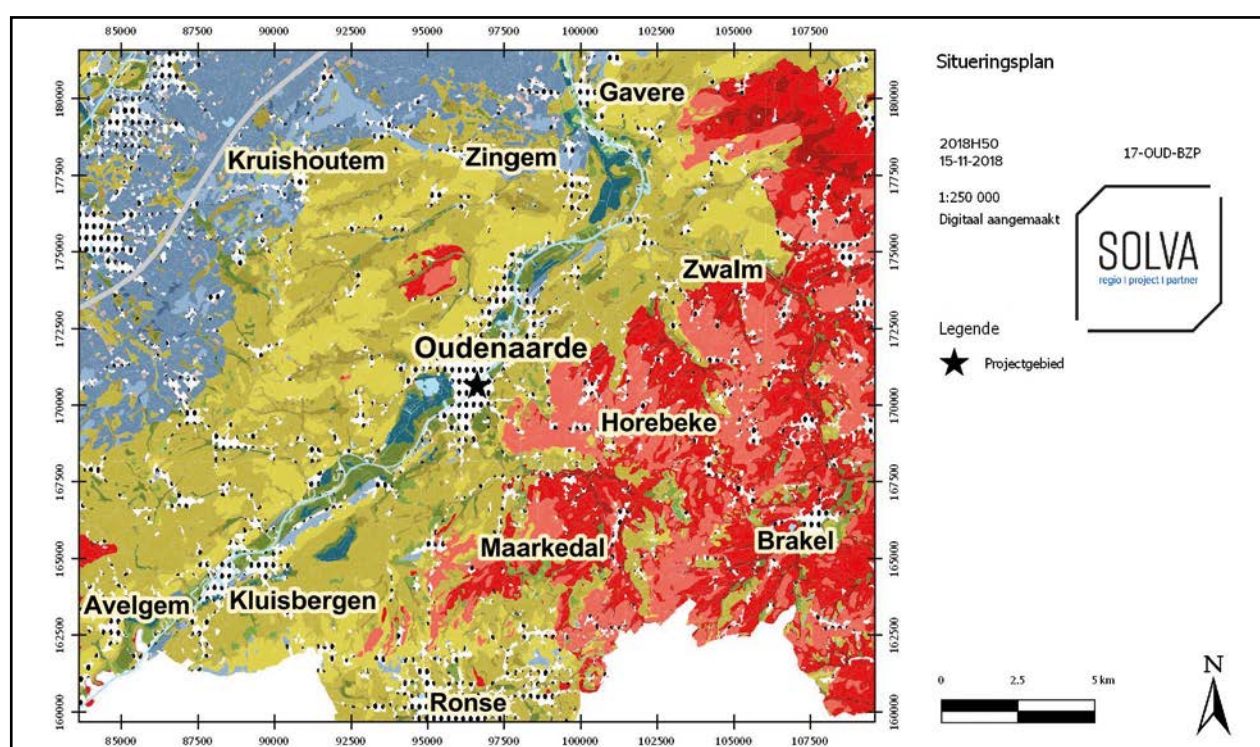 85000 87500 90000 92500 95000 97500 100000 102500 105000 107500
180000
177500
175000
172500
170000
167500
165000
162500
160000
Gavere
Kruishoutem
Zingem
Zwalm
Oudenaarde
Horebeke
Maarkedal
Brakel
Avelgem
Kluisbergen
Ronse
180000
177500
175000
172500
170000
167500
165000
162500
160000
85000 87500 90000 92500 95000 97500 100000 102500 105000 107500
Situeringsplan
2018H50
15-11-2018
17-OUD-BZP
1:250 000
Digitaal aangemaakt
SOLVA
regio | project | partner
Legende
Projectgebied
0 2.5 5 km
N